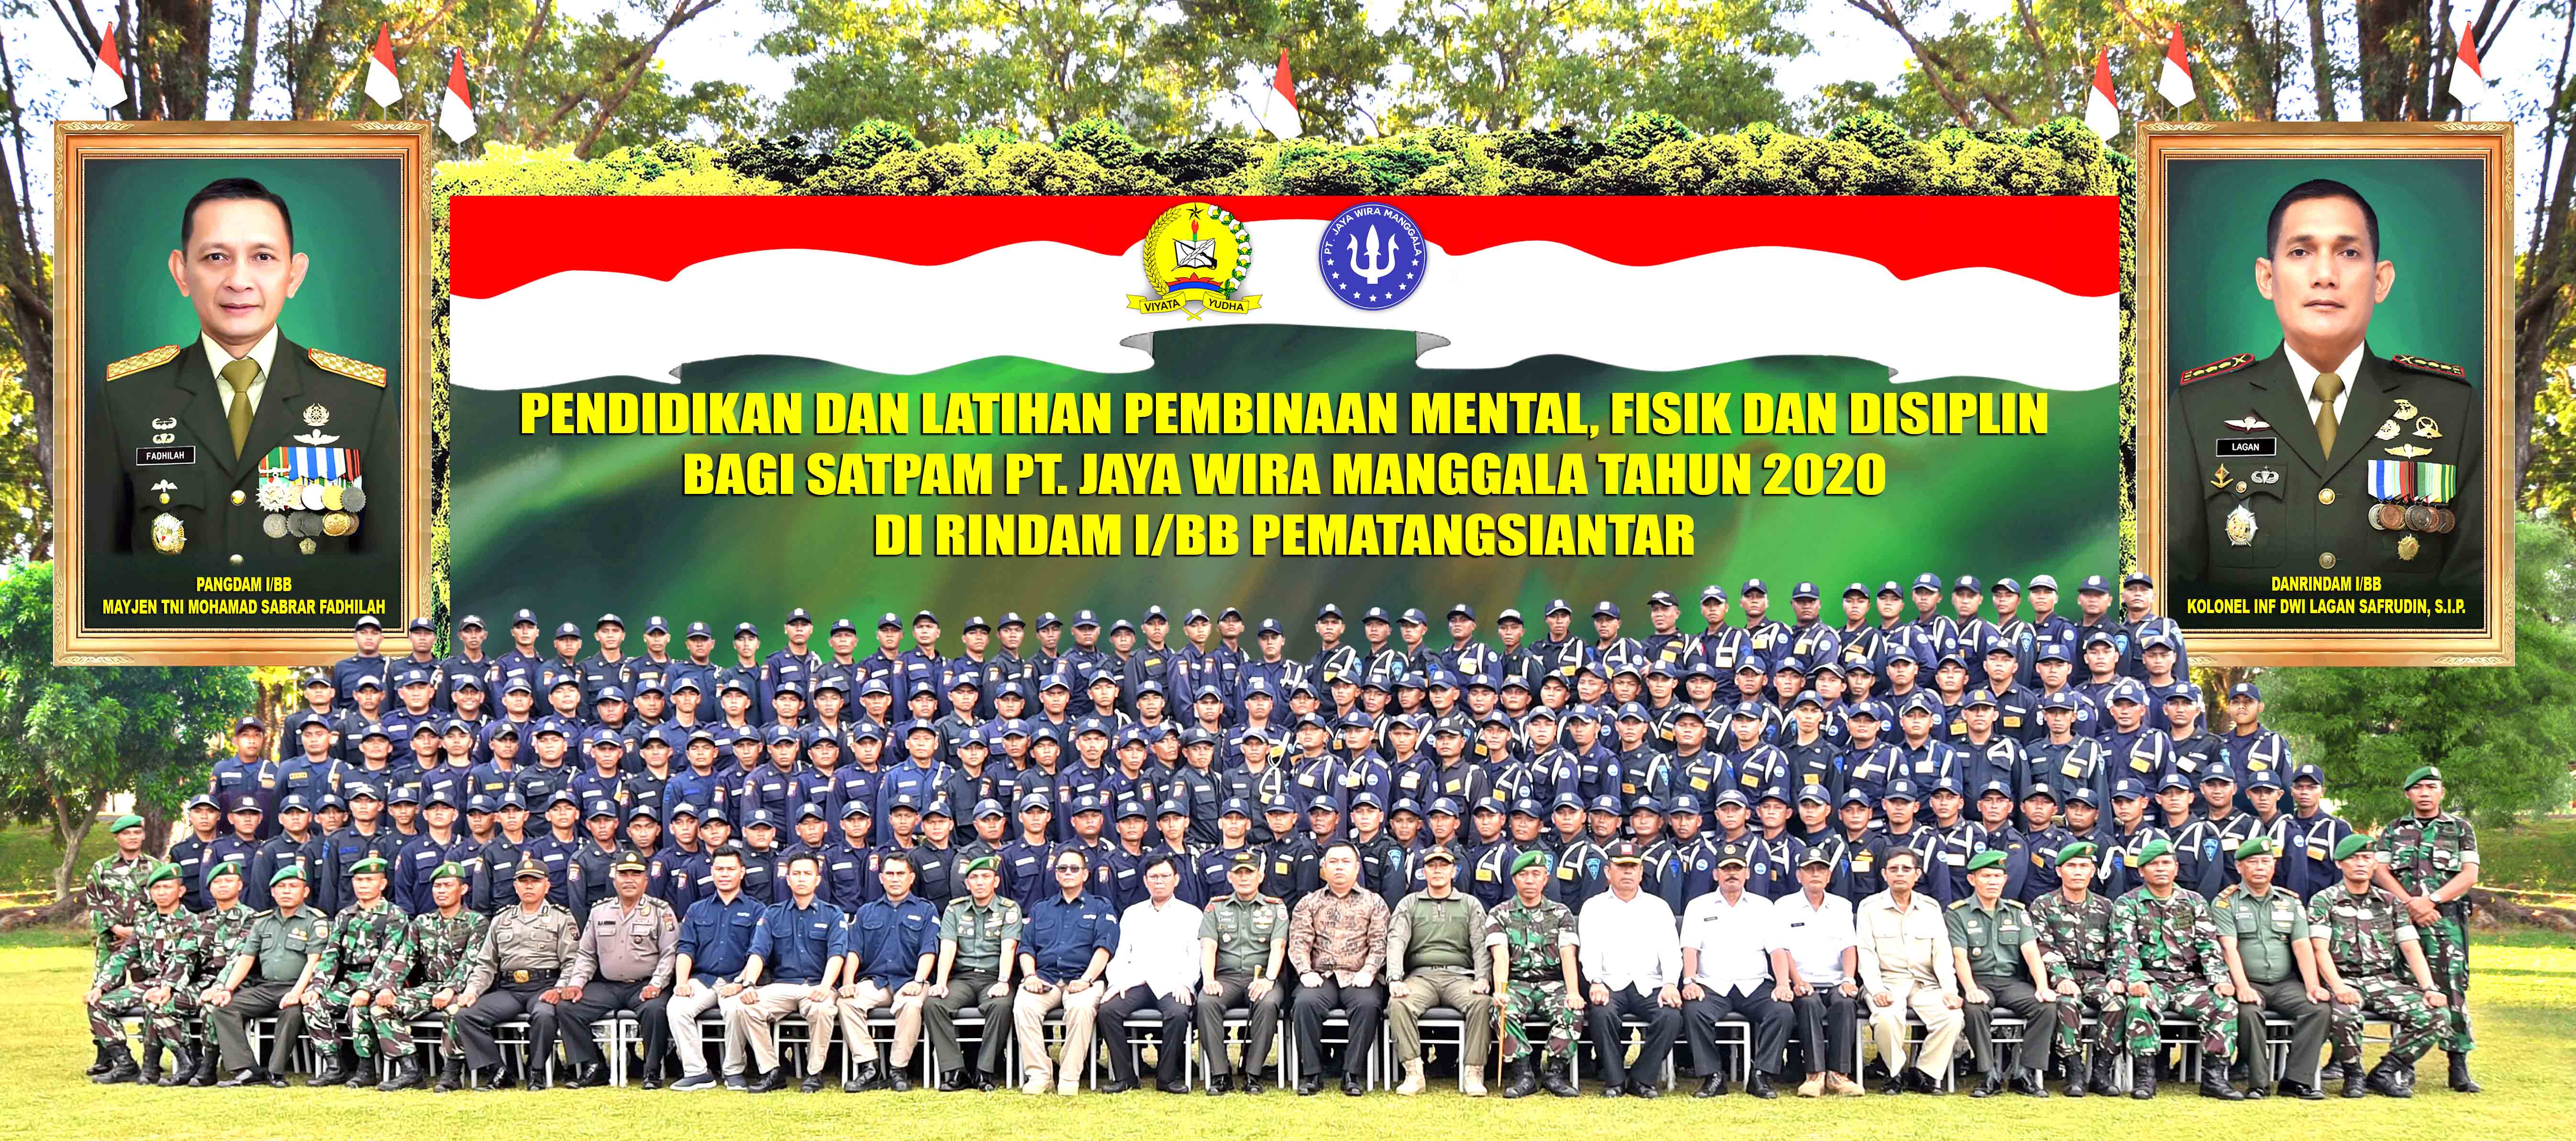 PT. JAYA WIRA MANGGALA
VIYATA YUDHA
PENDIDIKAN DAN LATIHAN PEMBINAAN MENTAL, FISIK DAN DISIPLIN
BAGI SATPAM PT. JAYA WIRA MANGGALA TAHUN 2020
DI RINDAM I/BB PEMATANGSIANTAR
FADHILAH
PANGDAM I/BB
MAYJEN TNI MOHAMAD SABRAR FADHILAH
LAGAN
DANRINDAM I/BB
KOLONEL INF DWI LAGAN SAFRUDIN, S.I.P.